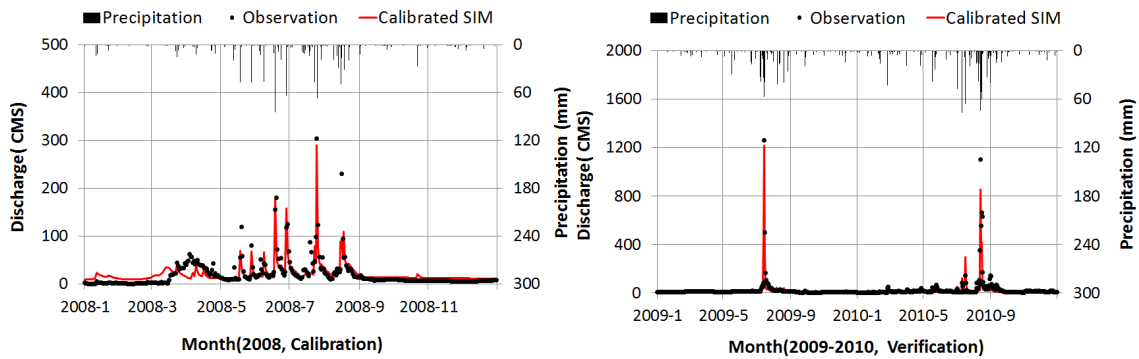 Precipitation Observation Calibrated SIM
500
400
300
200
100
0
0
60
120
180
240
300
Discharge( CMS)
Precipitation (mm)
2008-1 2008-3 2008-5 2008-7 2008-9 2008-11
Month(2008, Calibration)
Precipitation Observation Calibrated SIM
2000
1600
1200
800
400
0
0
60
120
180
240
300
Discharge( CMS)
Precipitation (mm)
2009-1 2009-5 2009-9 2010-1 2010-5 2010-9
Month(2009-2010, Verification)